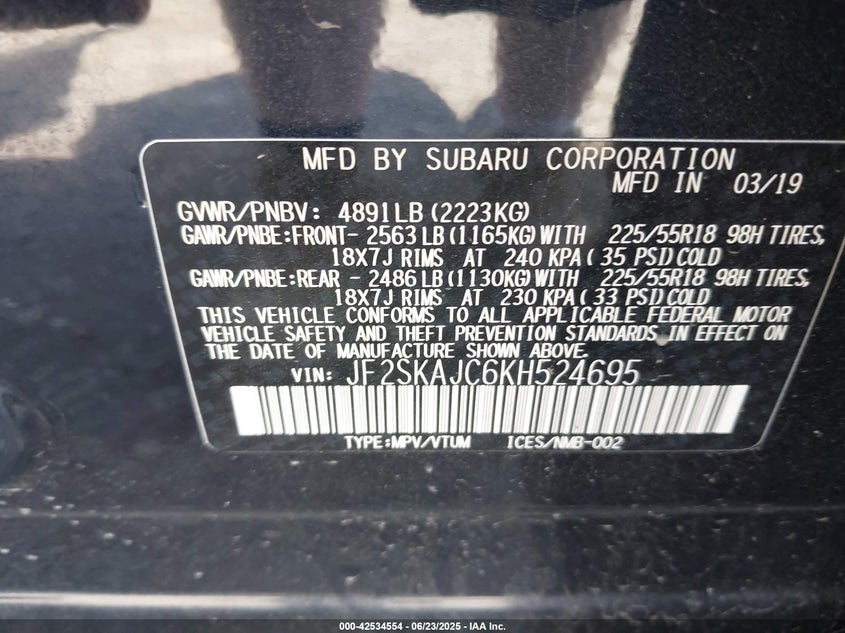 MFD BY SUBARU CORPORATION
MFD IN 03/19
GVWR/PNBV: 4891LB (2223KG)
GAWR/PNBE:FRONT- 2563 LB (1165KG) WITH 225/55R18 98H TIRES,
18X7J RIMS AT 240 KPA ( 35 PSI) COLD
GAWR/PNBE:REAR - 2486 LB (1130KG) WITH 225/55R18 98H TIRES,
18X7J RIMS AT 230 KPA ( 33 PSI) COLD
THIS VEHICLE CONFORMS TO ALL APPLICABLE FEDERAL MOTOR
VEHICLE SAFETY AND THEFT PREVENTION STANDARDS IN EFFECT ON
THE DATE OF MANUFACTURE SHOWN ABOVE.
VIN: JF2SKAJC6KH524695
TYPE:MPV/VTUM ICES/NMB-002
000-42534554 - 06/23/2025 - IAA Inc.